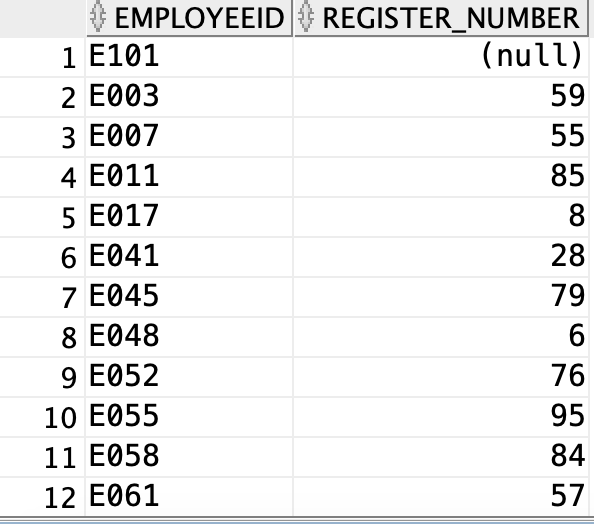 EMPLOYEEID REGISTER_NUMBER
1 E101 (null)
2 E003 59
3 E007 55
4 E011 85
5 E017 8
6 E041 28
7 E045 79
8 E048 6
9 E052 76
10 E055 95
11 E058 84
12 E061 57